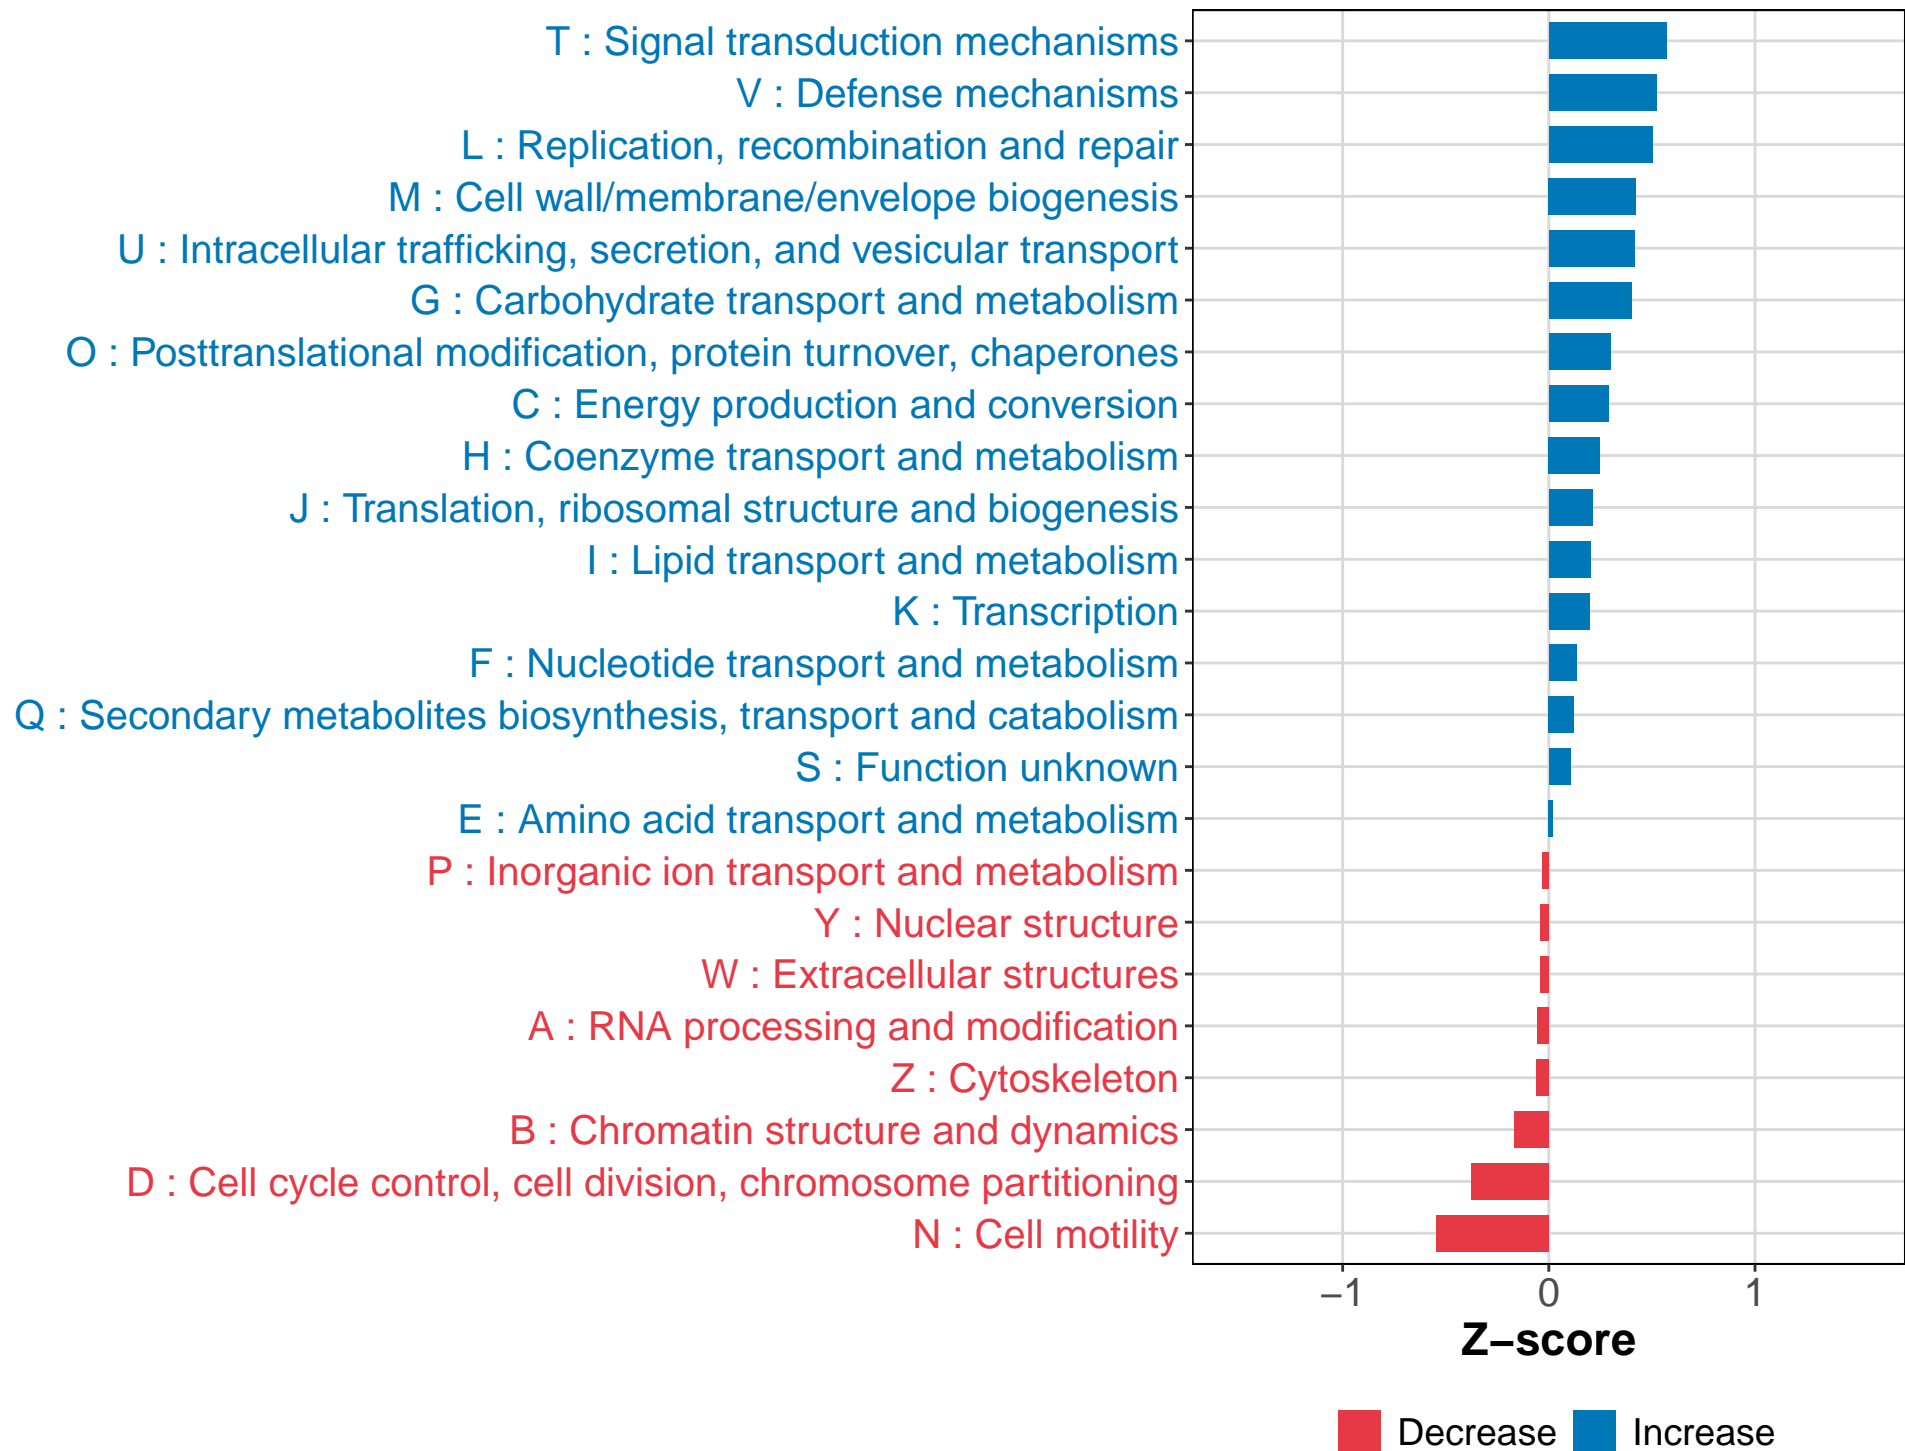 T : Signal transduction mechanisms
V : Defense mechanisms
L : Replication, recombination and repair
M : Cell wall/membrane/envelope biogenesis
U : Intracellular trafficking, secretion, and vesicular transport
G : Carbohydrate transport and metabolism
O : Posttranslational modification, protein turnover, chaperones
C : Energy production and conversion
H : Coenzyme transport and metabolism
J : Translation, ribosomal structure and biogenesis
I : Lipid transport and metabolism
K : Transcription
F : Nucleotide transport and metabolism
Q : Secondary metabolites biosynthesis, transport and catabolism
S : Function unknown
E : Amino acid transport and metabolism
P : Inorganic ion transport and metabolism
Y : Nuclear structure
W : Extracellular structures
A : RNA processing and modification
Z : Cytoskeleton
B : Chromatin structure and dynamics
D : Cell cycle control, cell division, chromosome partitioning
N : Cell motility
−1 0 1
Z−score
Decrease Increase